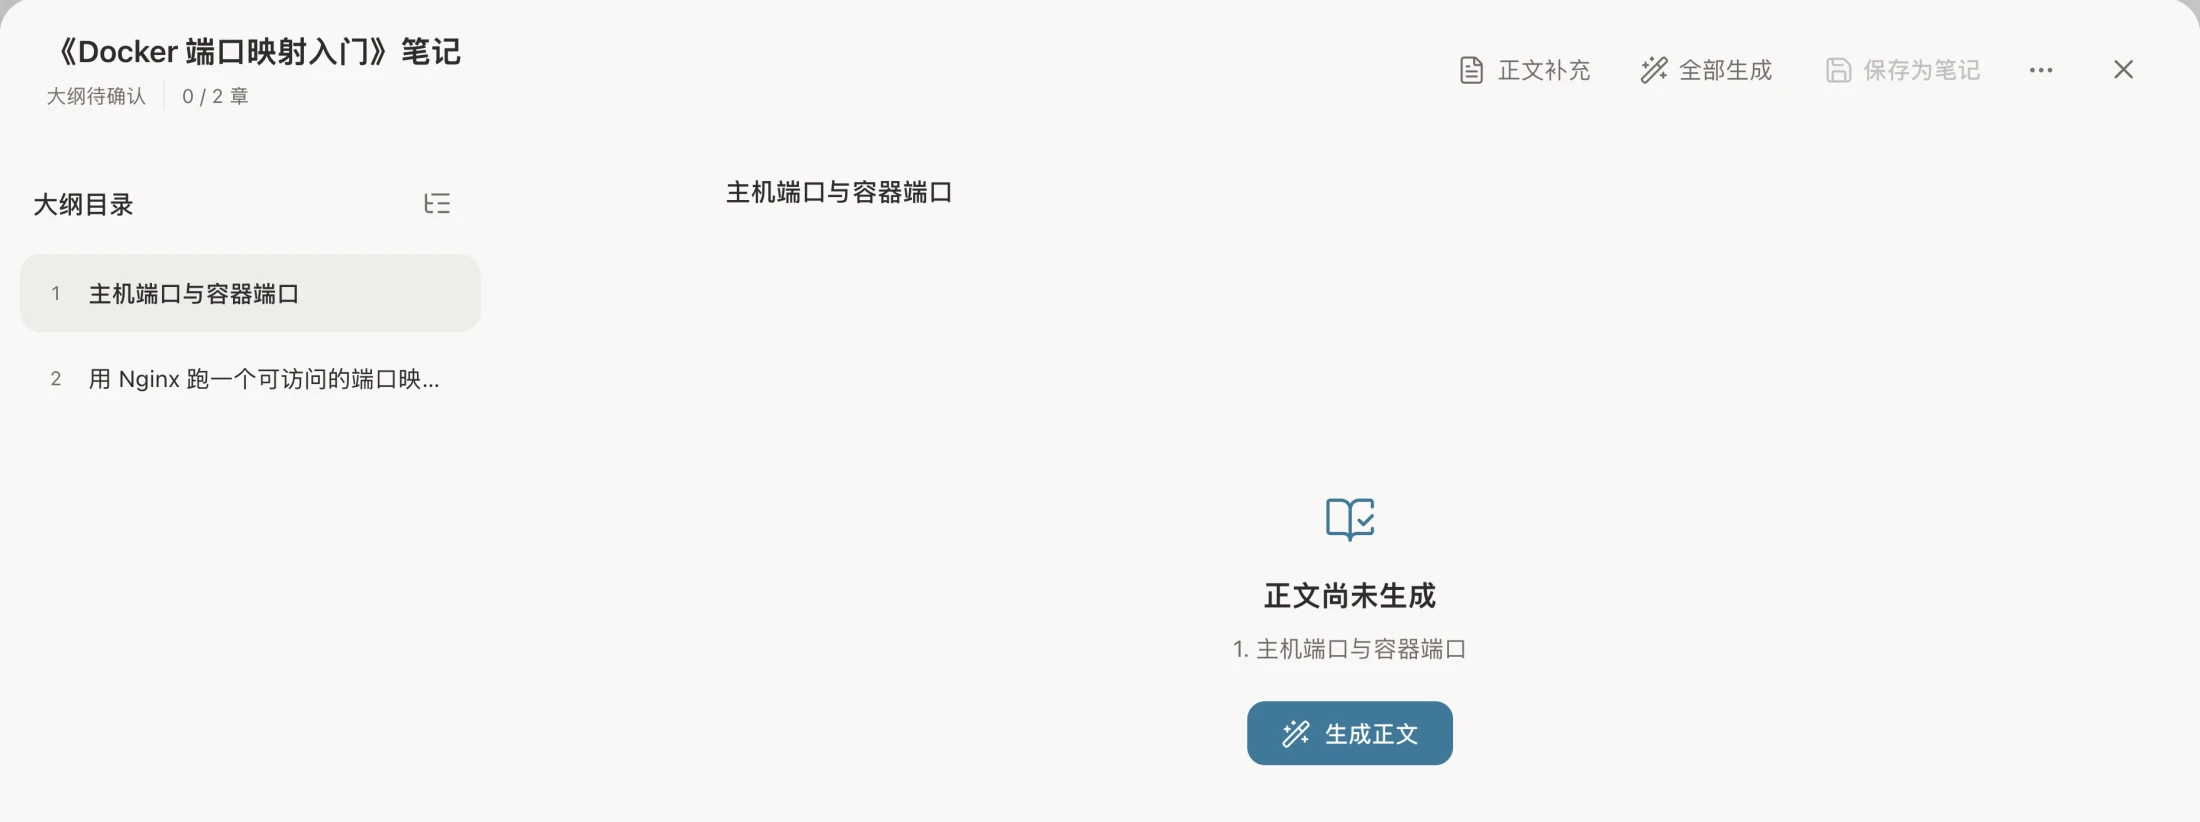 《Docker 端口映射入门》笔记
大纲待确认
0 / 2 章
正文补充
全部生成
保存为笔记
大纲目录
1 主机端口与容器端口
2 用 Nginx 跑一个可访问的端口映...
主机端口与容器端口
正文尚未生成
1. 主机端口与容器端口
生成正文